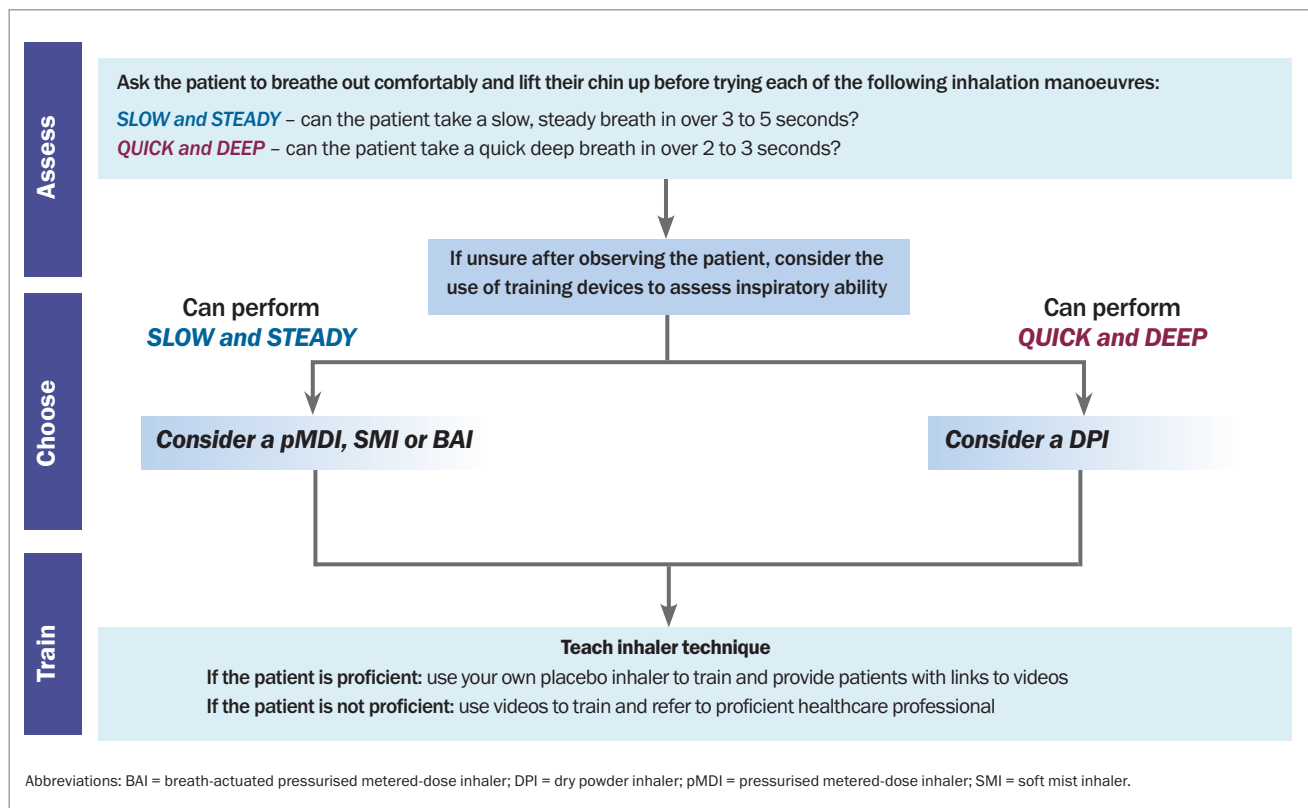 Assess
Ask the patient to breathe out comfortably and lift their chin up before trying each of the following inhalation manoeuvres:
SLOW and STEADY – can the patient take a slow, steady breath in over 3 to 5 seconds?
QUICK and DEEP – can the patient take a quick deep breath in over 2 to 3 seconds?
If unsure after observing the patient, consider the
use of training devices to assess inspiratory ability
Choose
Can perform
SLOW and STEADY
Can perform
QUICK and DEEP
Consider a pMDI, SMI or BAI
Consider a DPI
Train
Teach inhaler technique
If the patient is proficient: use your own placebo inhaler to train and provide patients with links to videos
If the patient is not proficient: use videos to train and refer to proficient healthcare professional
Abbreviations: BAI = breath-actuated pressurised metered-dose inhaler; DPI = dry powder inhaler; pMDI = pressurised metered-dose inhaler; SMI = soft mist inhaler.